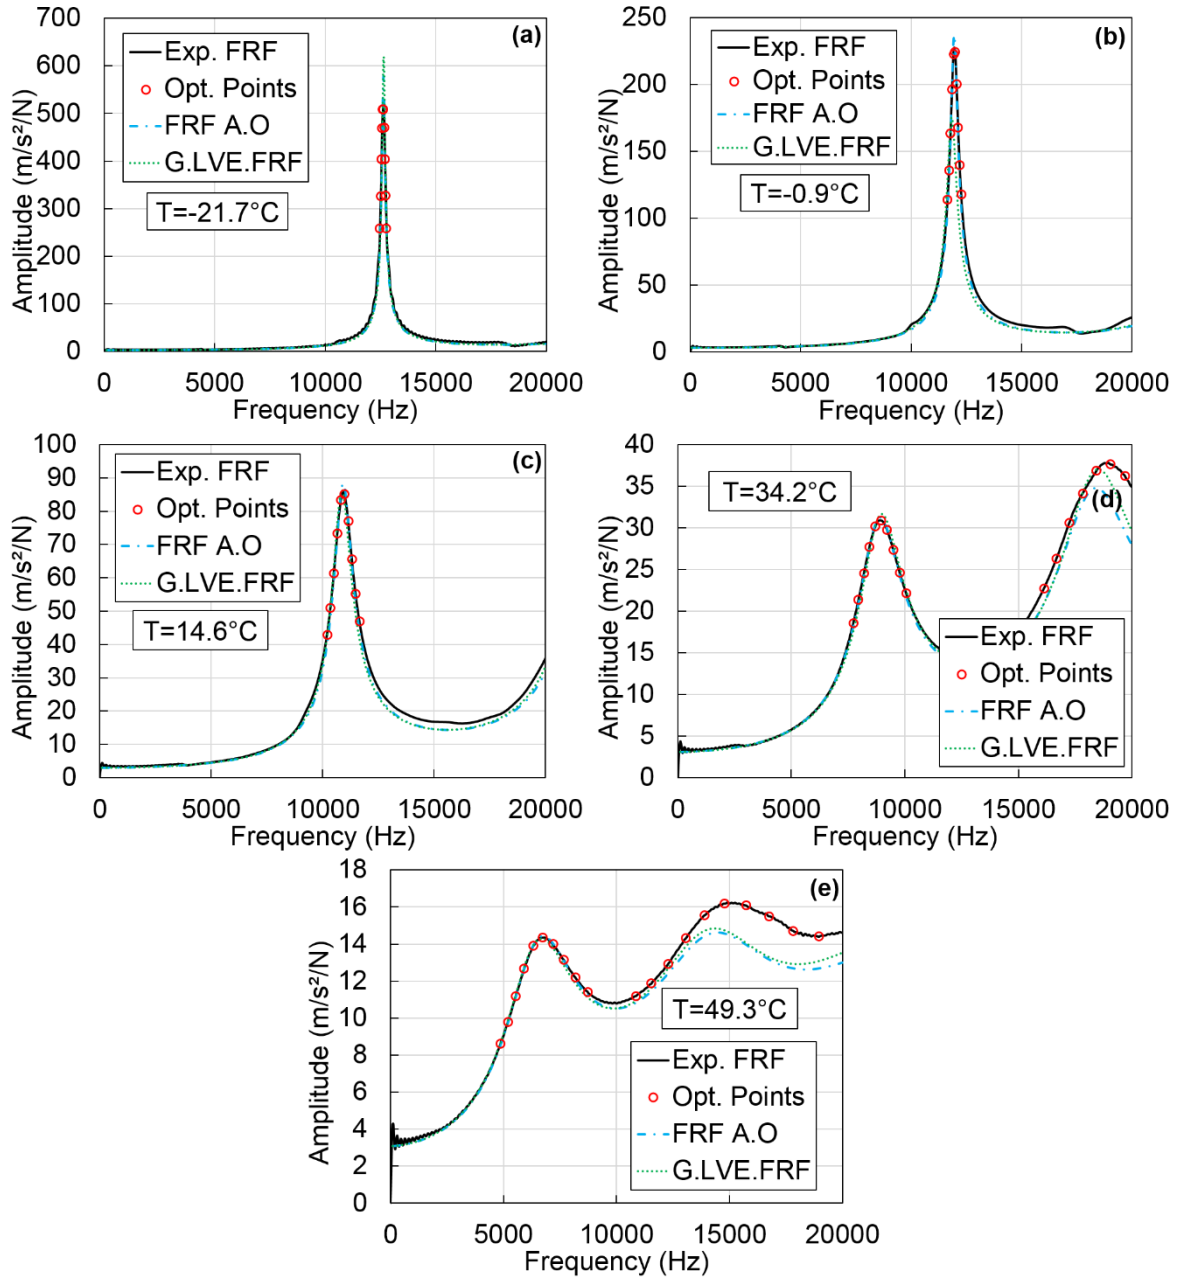 (a)
Amplitude (m/s²/N)
700
600
500
400
300
200
100
0
Exp. FRF
Opt. Points
FRF A.O
G.LVE.FRF
T=-21.7°C
0 5000 10000 15000 20000
Frequency (Hz)
(b)
Amplitude (m/s²/N)
250
200
150
100
50
0
Exp. FRF
Opt. Points
FRF A.O
G.LVE.FRF
T=-0.9°C
0 5000 10000 15000 20000
Frequency (Hz)
(c)
Amplitude (m/s²/N)
100
90
80
70
60
50
40
30
20
10
0
Exp. FRF
Opt. Points
FRF A.O
G.LVE.FRF
T=14.6°C
0 5000 10000 15000 20000
Frequency (Hz)
(d)
Amplitude (m/s²/N)
40
35
30
25
20
15
10
5
0
T=34.2°C
Exp. FRF
Opt. Points
FRF A.O
G.LVE.FRF
0 5000 10000 15000 20000
Frequency (Hz)
(e)
Amplitude (m/s²/N)
18
16
14
12
10
8
6
4
2
0
T=49.3°C
Exp. FRF
Opt. Points
FRF A.O
G.LVE.FRF
0 5000 10000 15000 20000
Frequency (Hz)